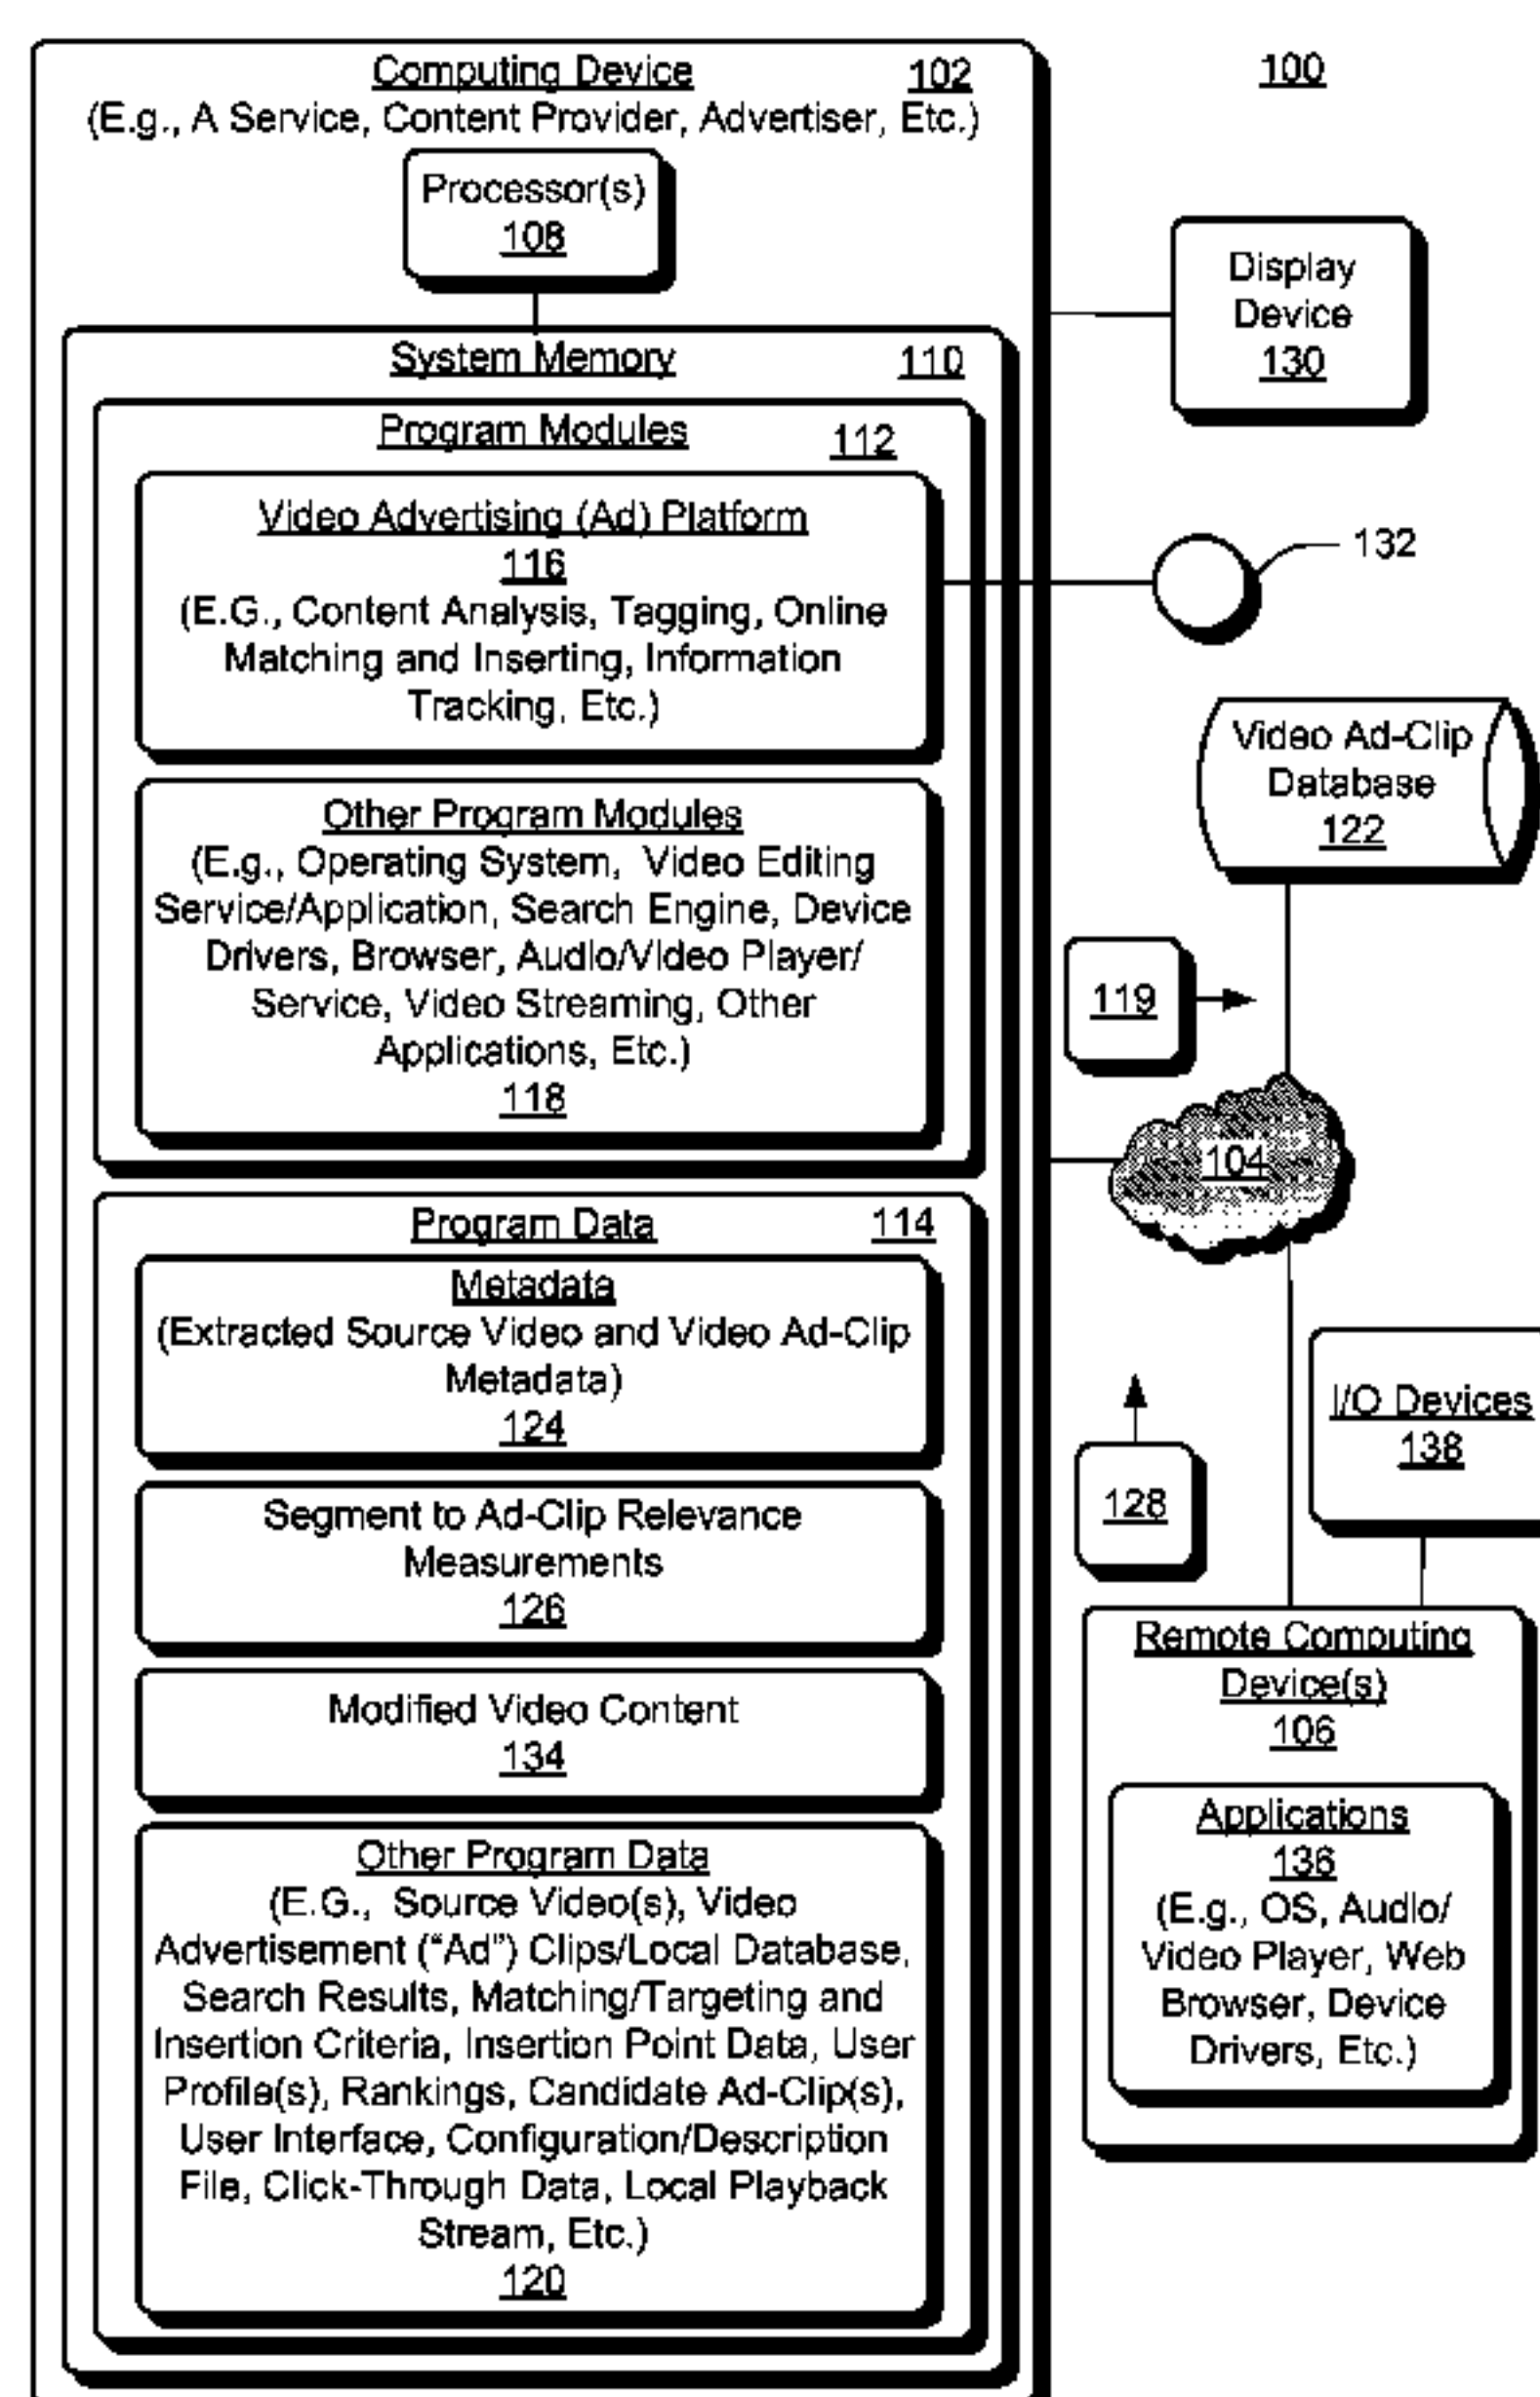 Computing Device 102
(E.g., A Service, Content Provider, Advertiser, Etc.)
Processor(s)
108
System Memory 110
Program Modules 112
Video Advertising (Ad) Platform
116
(E.G., Content Analysis, Tagging, Online
Matching and Inserting, Information
Tracking, Etc.)
Other Program Modules
(E.g., Operating System, Video Editing
Service/Application, Search Engine, Device
Drivers, Browser, Audio/Video Player/
Service, Video Streaming, Other
Applications, Etc.)
118
Program Data 114
Metadata
(Extracted Source Video and Video Ad-Clip
Metadata)
124
Segment to Ad-Clip Relevance
Measurements
126
Modified Video Content
134
Other Program Data
(E.G., Source Video(s), Video
Advertisement (“Ad”) Clips/Local Database,
Search Results, Matching/Targeting and
Insertion Criteria, Insertion Point Data, User
Profile(s), Rankings, Candidate Ad-Clip(s),
User Interface, Configuration/Description
File, Click-Through Data, Local Playback
Stream, Etc.)
120
100
Display
Device
130
132
Video Ad-Clip
Database
122
119
104
128
I/O Devices
138
Remote Computing
Device(s)
106
Applications
136
(E.g., OS, Audio/
Video Player, Web
Browser, Device
Drivers, Etc.)